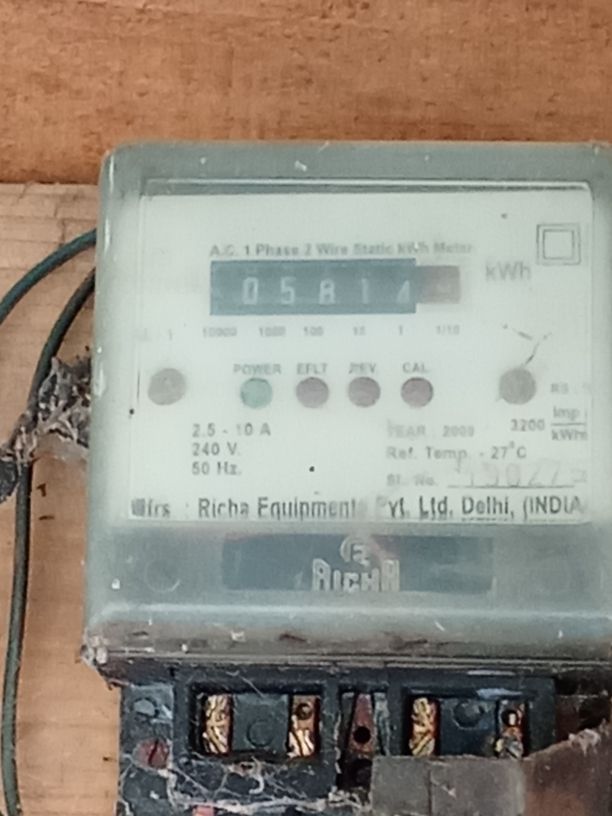 A.C. 1 Phase 2 Wire Static kWh Meter
0 5 8 1 4
kWh
10000 1000 100 10 1 1/10
POWER EFLT REV CAL
2.5 - 10 A
240 V.
50 Hz.
YEAR : 2009
3200 Imp/kWh
Ref. Temp. - 27°C
Sl. No.
Mfrs : Richa Equipments Pvt. Ltd. Delhi, (INDIA
RICHA